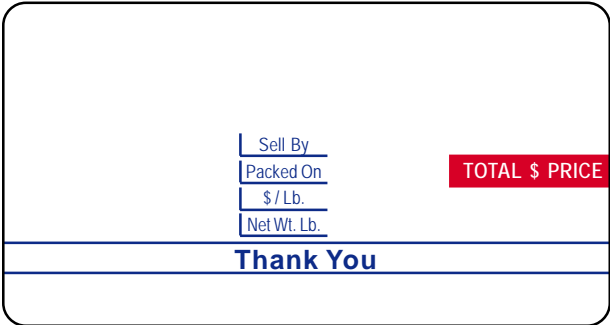 Sell By
Packed On
TOTAL $ PRICE
$ / Lb.
Net Wt. Lb.
Thank You